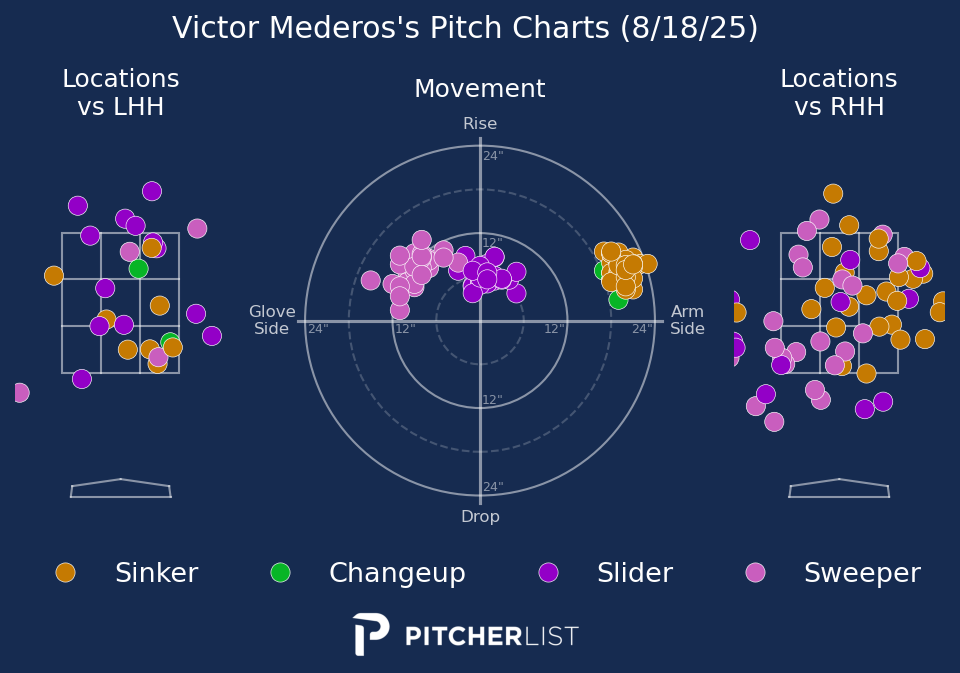 Victor Mederos's Pitch Charts (8/18/25)
Locations
vs LHH
Movement
Locations
vs RHH
Rise
24"
12"
Glove
Side
24"
12"
12"
24"
Arm
Side
12"
24"
Drop
Sinker
Changeup
Slider
Sweeper
PITCHERLIST